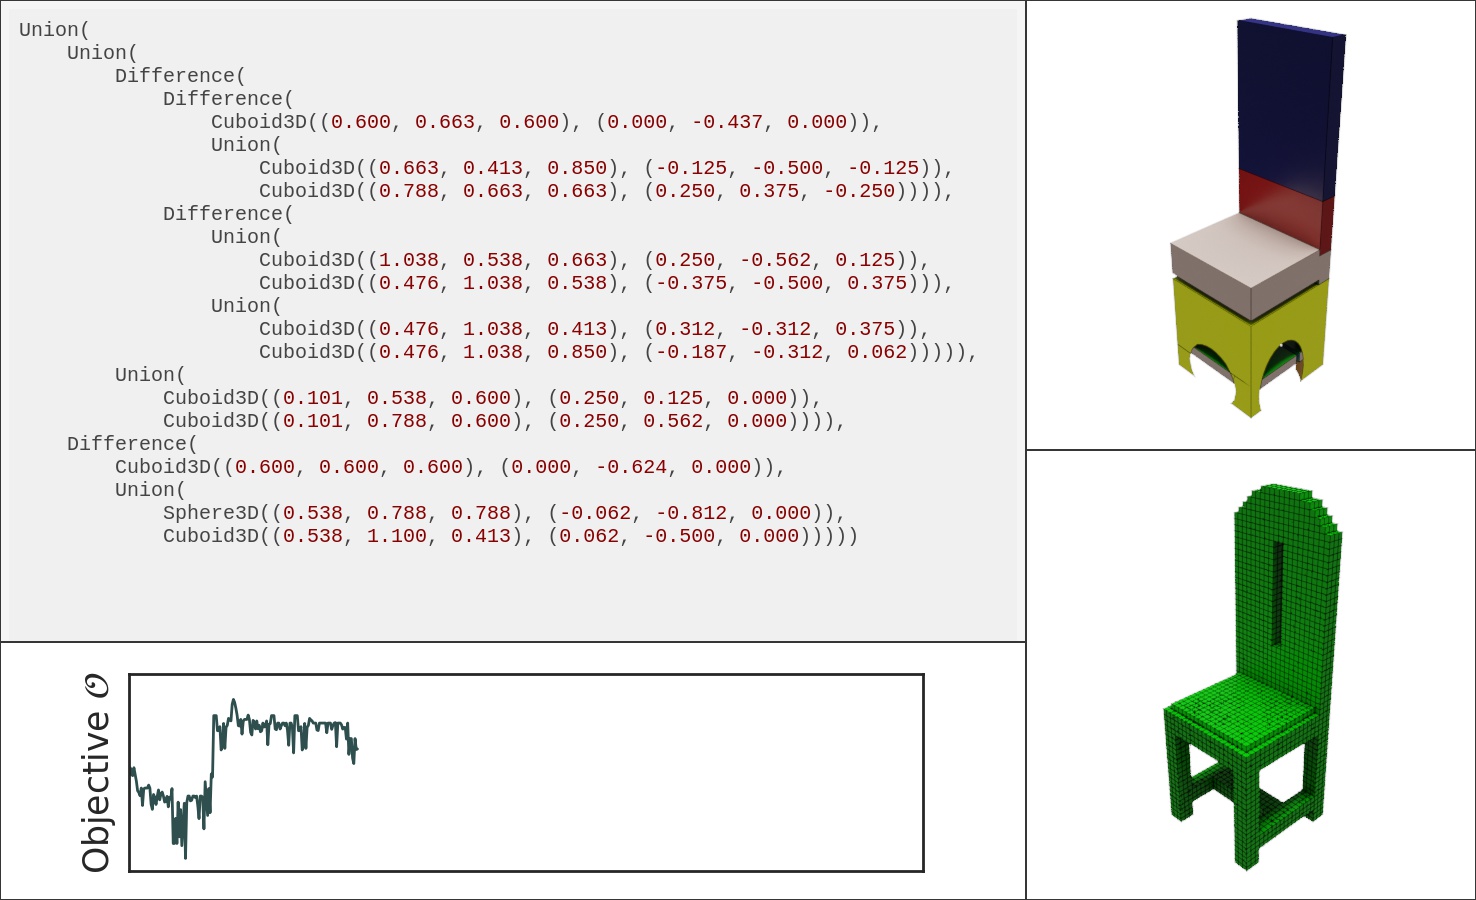 Union(
    Union(
        Difference(
            Difference(
                Cuboid3D((0.600, 0.663, 0.600), (0.000, -0.437, 0.000)),
                Union(
                    Cuboid3D((0.663, 0.413, 0.850), (-0.125, -0.500, -0.125)),
                    Cuboid3D((0.788, 0.663, 0.663), (0.250, 0.375, -0.250)))),
            Difference(
                Union(
                    Cuboid3D((1.038, 0.538, 0.663), (0.250, -0.562, 0.125)),
                    Cuboid3D((0.476, 1.038, 0.538), (-0.375, -0.500, 0.375))),
                Union(
                    Cuboid3D((0.476, 1.038, 0.413), (0.312, -0.312, 0.375)),
                    Cuboid3D((0.476, 1.038, 0.850), (-0.187, -0.312, 0.062))))),
        Union(
            Cuboid3D((0.101, 0.538, 0.600), (0.250, 0.125, 0.000)),
            Cuboid3D((0.101, 0.788, 0.600), (0.250, 0.562, 0.000)))),
    Difference(
        Cuboid3D((0.600, 0.600, 0.600), (0.000, -0.624, 0.000)),
        Union(
            Sphere3D((0.538, 0.788, 0.788), (-0.062, -0.812, 0.000)),
            Cuboid3D((0.538, 1.100, 0.413), (0.062, -0.500, 0.000)))))
Objective 𝒪